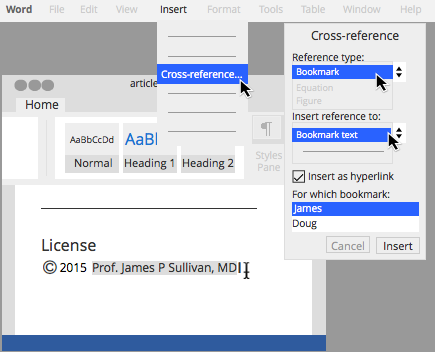 Word File Edit View Insert Format Tools Table Window Help
Cross-reference...
article
Home
AaBbCcDd AaBb
Normal Heading 1 Heading 2
¶
Styles
Pane
License
© 2015 Prof. James P Sullivan, MD
Cross-reference
Reference type:
Bookmark
Equation
Figure
Insert reference to:
Bookmark text
Insert as hyperlink
For which bookmark:
James
Doug
Cancel Insert